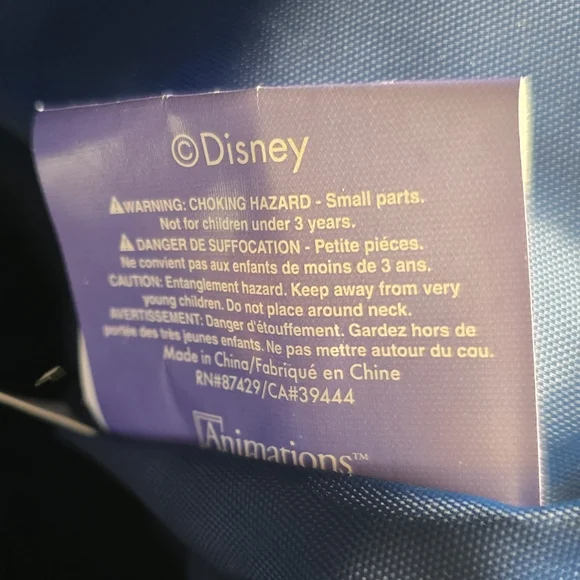 ©Disney
⚠WARNING: CHOKING HAZARD - Small parts.
Not for children under 3 years.
⚠DANGER DE SUFFOCATION - Petite piéces.
Ne convient pas aux enfants de moins de 3 ans.
CAUTION: Entanglement hazard. Keep away from very
young children. Do not place around neck.
AVERTISSEMENT: Danger d'étouffement. Gardez hors de
portée des très jeunes enfants. Ne pas mettre autour du cou.
Made in China/Fabriqué en Chine
RN#87429/CA#39444
Animations™